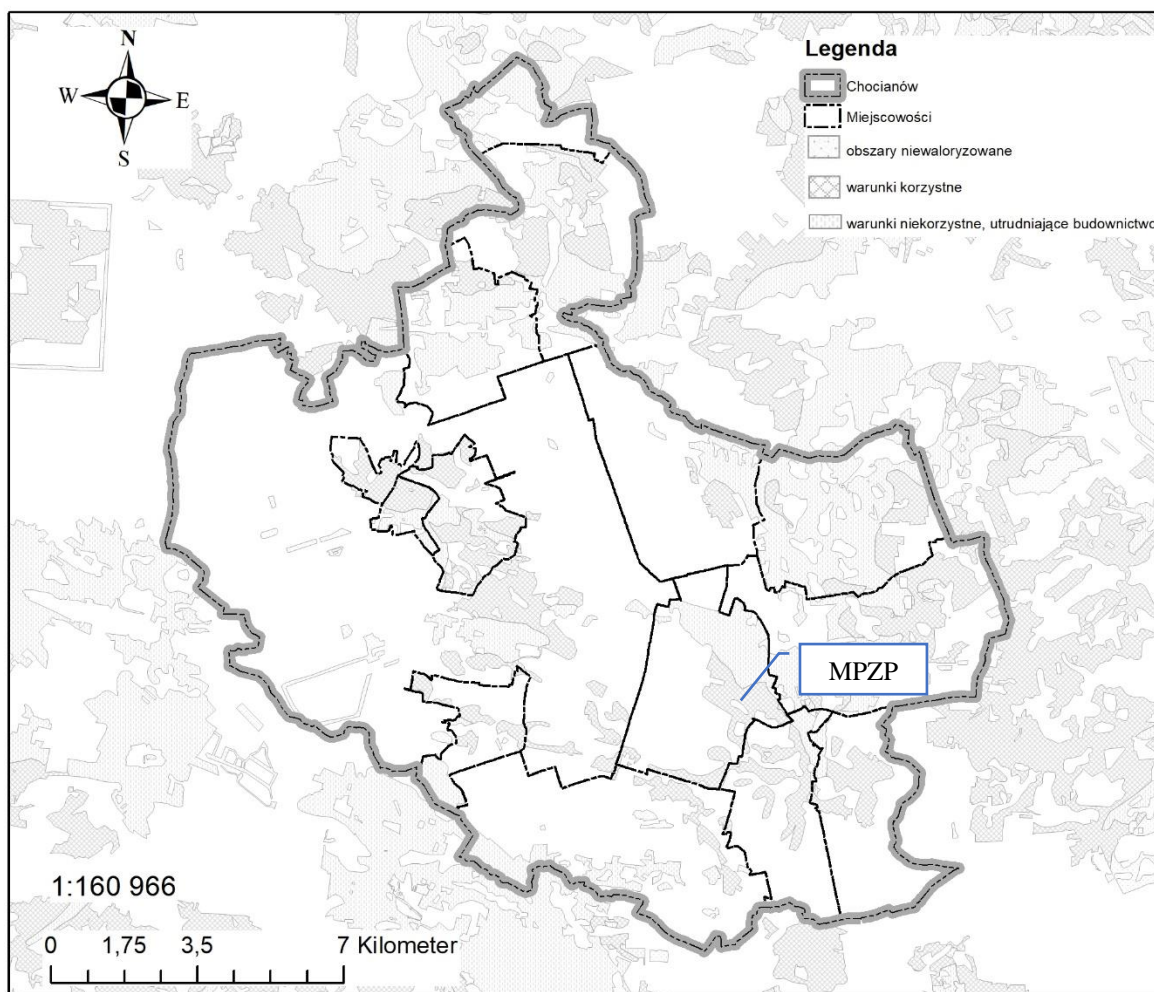 N
W
E
S
Legenda
Chocianów
Miejscowości
obszary niewaloryzowane
warunki korzystne
warunki niekorzystne, utrudniające budownictwo
MPZP
1:160 966
0 1,75 3,5 7 Kilometer